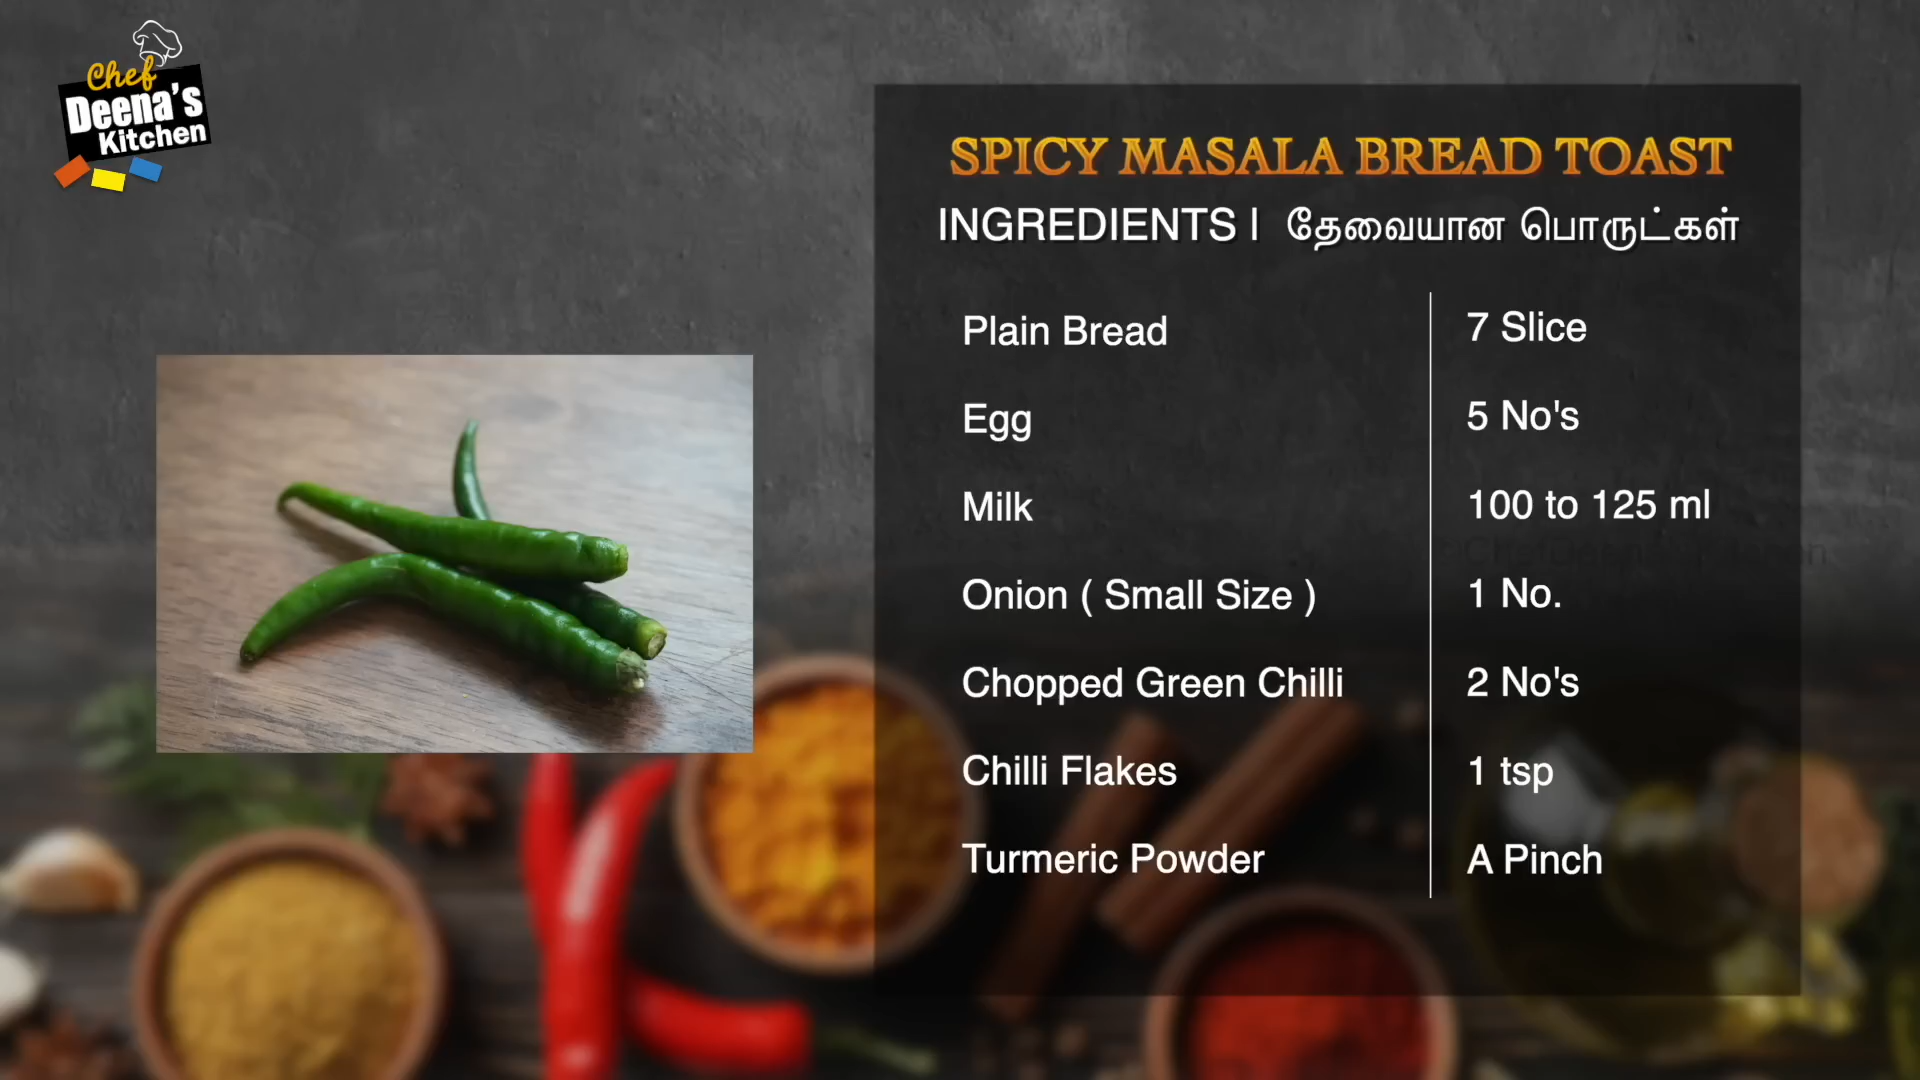 Chef
Deena's
Kitchen
SPICY MASALA BREAD TOAST
INGREDIENTS | தேவையான பொருட்கள்
Plain Bread 7 Slice
Egg 5 No's
Milk 100 to 125 ml
Onion ( Small Size ) 1 No.
Chopped Green Chilli 2 No's
Chilli Flakes 1 tsp
Turmeric Powder A Pinch